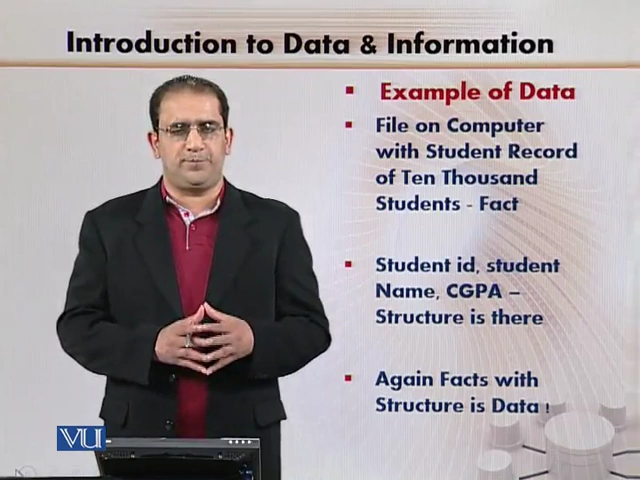 Introduction to Data & Information
Example of Data
File on Computer
with Student Record
of Ten Thousand
Students - Fact
Student id, student
Name, CGPA –
Structure is there
Again Facts with
Structure is Data !
VU